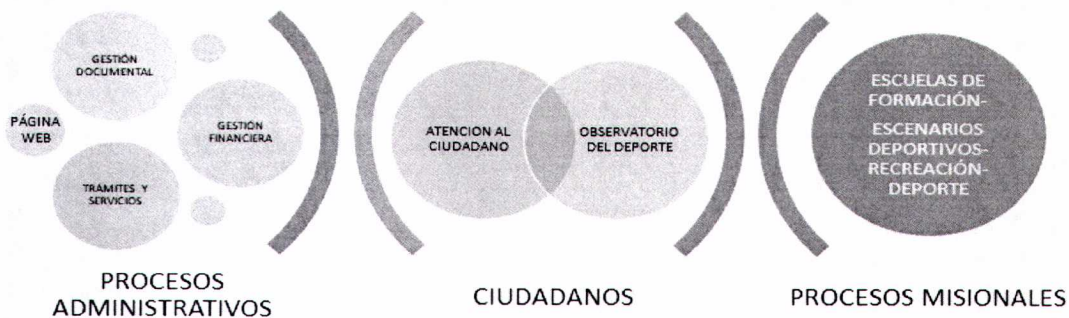 GESTIÓN
DOCUMENTAL
PÁGINA
WEB
GESTIÓN
FINANCIERA
TRÁMITES Y
SERVICIOS
PROCESOS
ADMINISTRATIVOS
ATENCION AL
CIUDADANO
OBSERVATORIO
DEL DEPORTE
CIUDADANOS
ESCUELAS DE
FORMACIÓN-
ESCENARIOS
DEPORTIVOS-
RECREACIÓN-
DEPORTE
PROCESOS MISIONALES